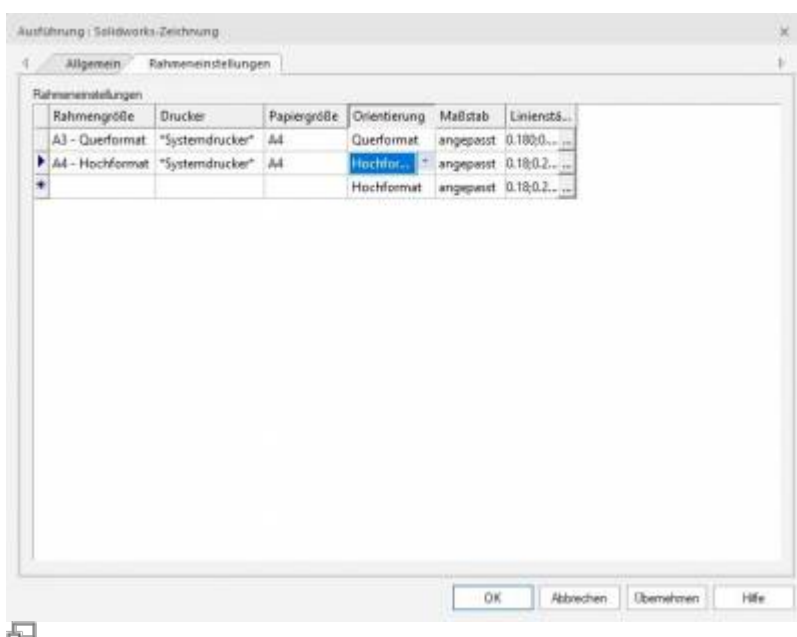 Ausführung : Solidworks-Zeichnung
Allgemein Rahmeneinstellungen
Rahmeneinstellungen
Rahmengröße Drucker Papiergröße Orientierung Maßstab Linienstä...
A3 - Querformat *Systemdrucker* A4 Querformat angepasst 0.180;0... ...
A4 - Hochformat *Systemdrucker* A4 Hochfor... angepasst 0.18;0.2... ...
Hochformat angepasst 0.18;0.2... ...
OK Abbrechen Übernehmen Hilfe